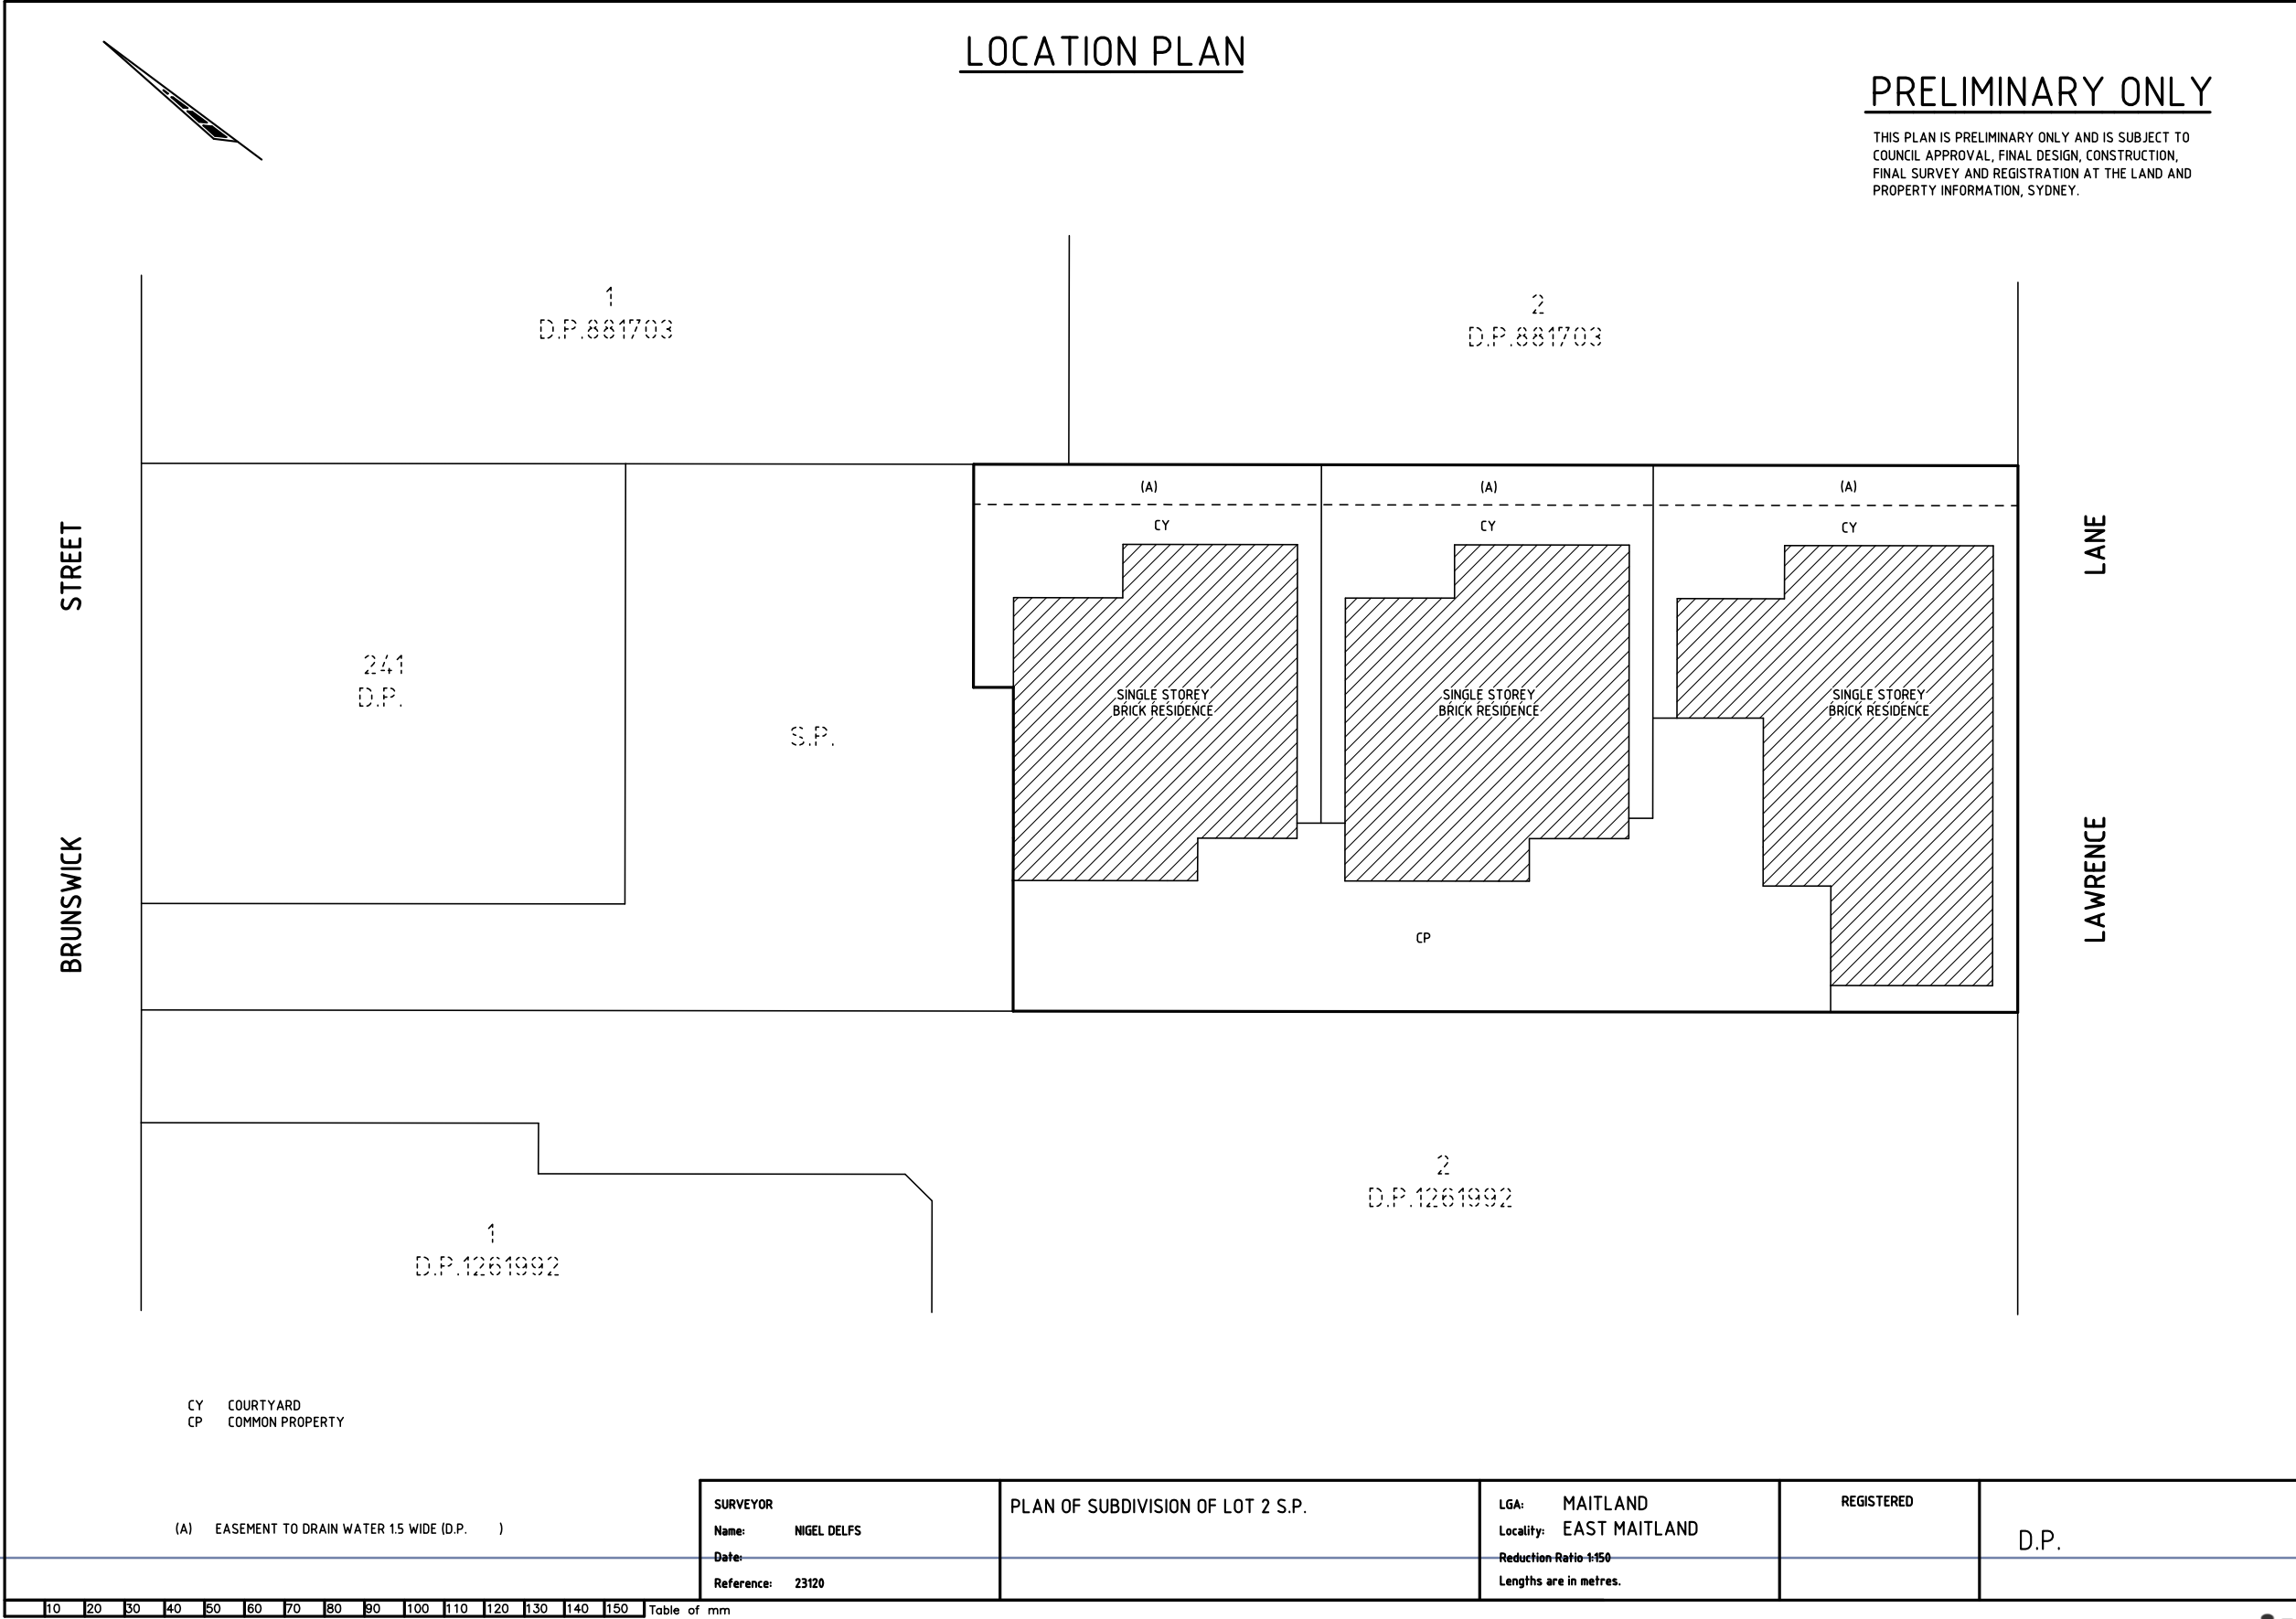 LOCATION PLAN
PRELIMINARY ONLY
THIS PLAN IS PRELIMINARY ONLY AND IS SUBJECT TO
COUNCIL APPROVAL, FINAL DESIGN, CONSTRUCTION,
FINAL SURVEY AND REGISTRATION AT THE LAND AND
PROPERTY INFORMATION, SYDNEY.
1
D.P.881703
2
D.P.881703
BRUNSWICK STREET
LAWRENCE LANE
(A)
(A)
(A)
CY
CY
CY
241
D.P.
S.P.
SINGLE STOREY
BRICK RESIDENCE
SINGLE STOREY
BRICK RESIDENCE
SINGLE STOREY
BRICK RESIDENCE
CP
2
D.P.1261992
1
D.P.1261992
CY COURTYARD
CP COMMON PROPERTY
(A) EASEMENT TO DRAIN WATER 1.5 WIDE (D.P. )
SURVEYOR
Name: NIGEL DELFS
Date:
Reference: 23120
PLAN OF SUBDIVISION OF LOT 2 S.P.
LGA: MAITLAND
Locality: EAST MAITLAND
Reduction Ratio 1:150
Lengths are in metres.
REGISTERED
D.P.
10 20 30 40 50 60 70 80 90 100 110 120 130 140 150 Table of mm